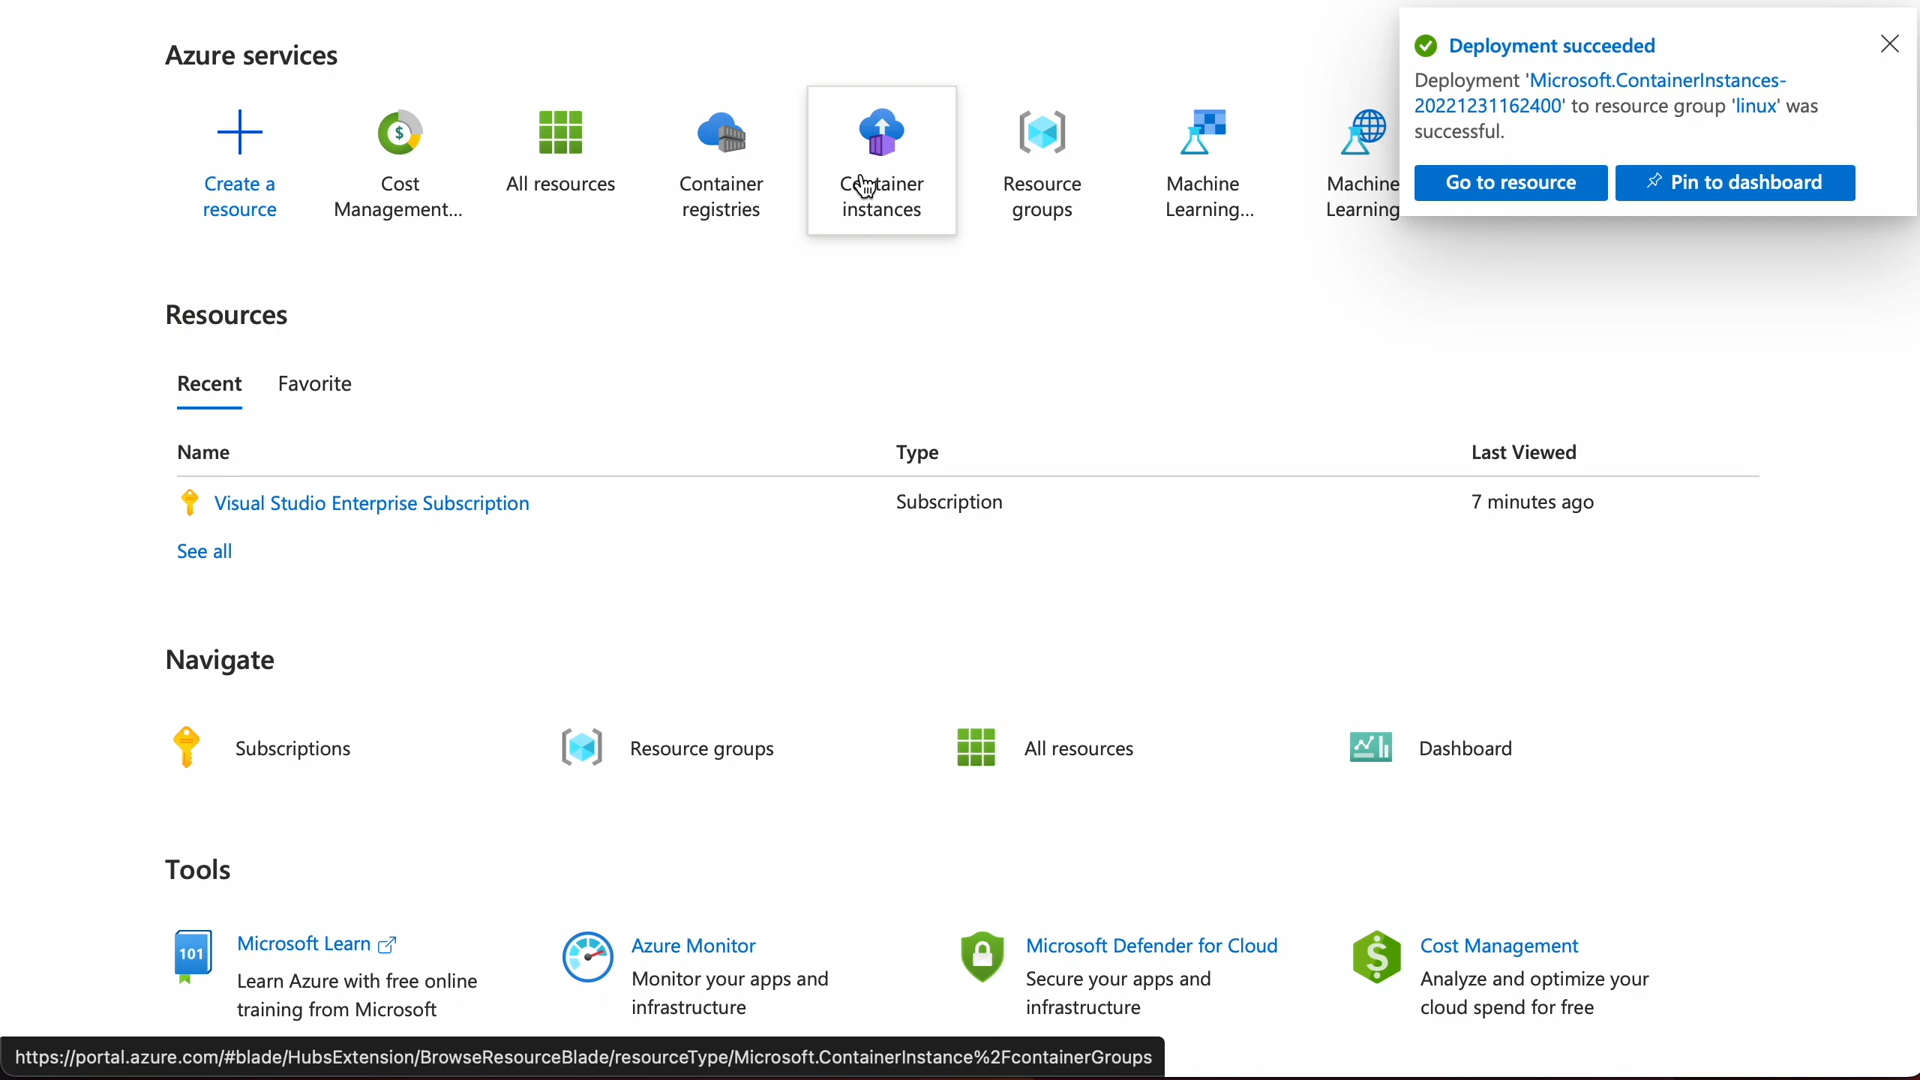 Azure services
Deployment succeeded
Deployment 'Microsoft.ContainerInstances-
20221231162400' to resource group 'linux' was
successful.
Go to resource
Pin to dashboard
Create a
resource
Cost
Management...
All resources
Container
registries
Container
instances
Resource
groups
Machine
Learning...
Machine
Learning
Resources
Recent
Favorite
Name
Type
Last Viewed
Visual Studio Enterprise Subscription
Subscription
7 minutes ago
See all
Navigate
Subscriptions
Resource groups
All resources
Dashboard
Tools
101
Microsoft Learn
Learn Azure with free online
training from Microsoft
Azure Monitor
Monitor your apps and
infrastructure
Microsoft Defender for Cloud
Secure your apps and
infrastructure
Cost Management
Analyze and optimize your
cloud spend for free
https://portal.azure.com/#blade/HubsExtension/BrowseResourceBlade/resourceType/Microsoft.ContainerInstance%2FcontainerGroups